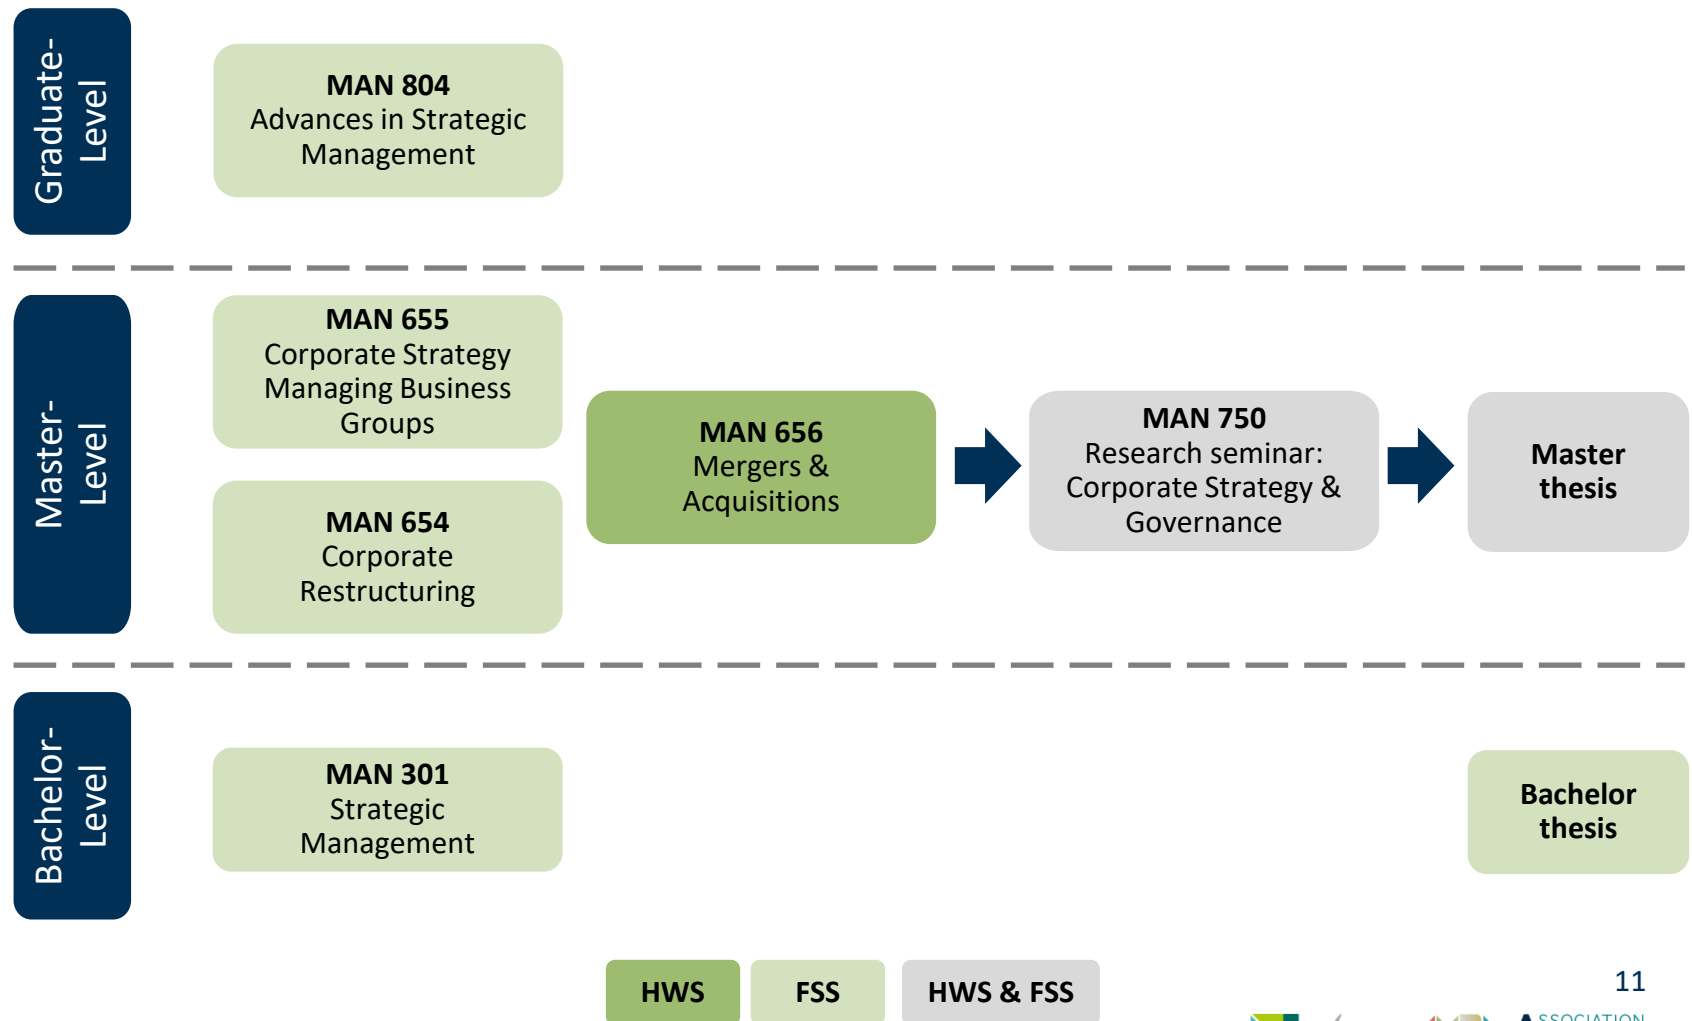 Graduate-
Level
MAN 804
Advances in Strategic
Management
Master-
Level
MAN 655
Corporate Strategy
Managing Business
Groups
MAN 654
Corporate
Restructuring
MAN 656
Mergers &
Acquisitions
MAN 750
Research seminar:
Corporate Strategy &
Governance
Master
thesis
Bachelor-
Level
MAN 301
Strategic
Management
Bachelor
thesis
HWS
FSS
HWS & FSS
11
ASSOCIATION